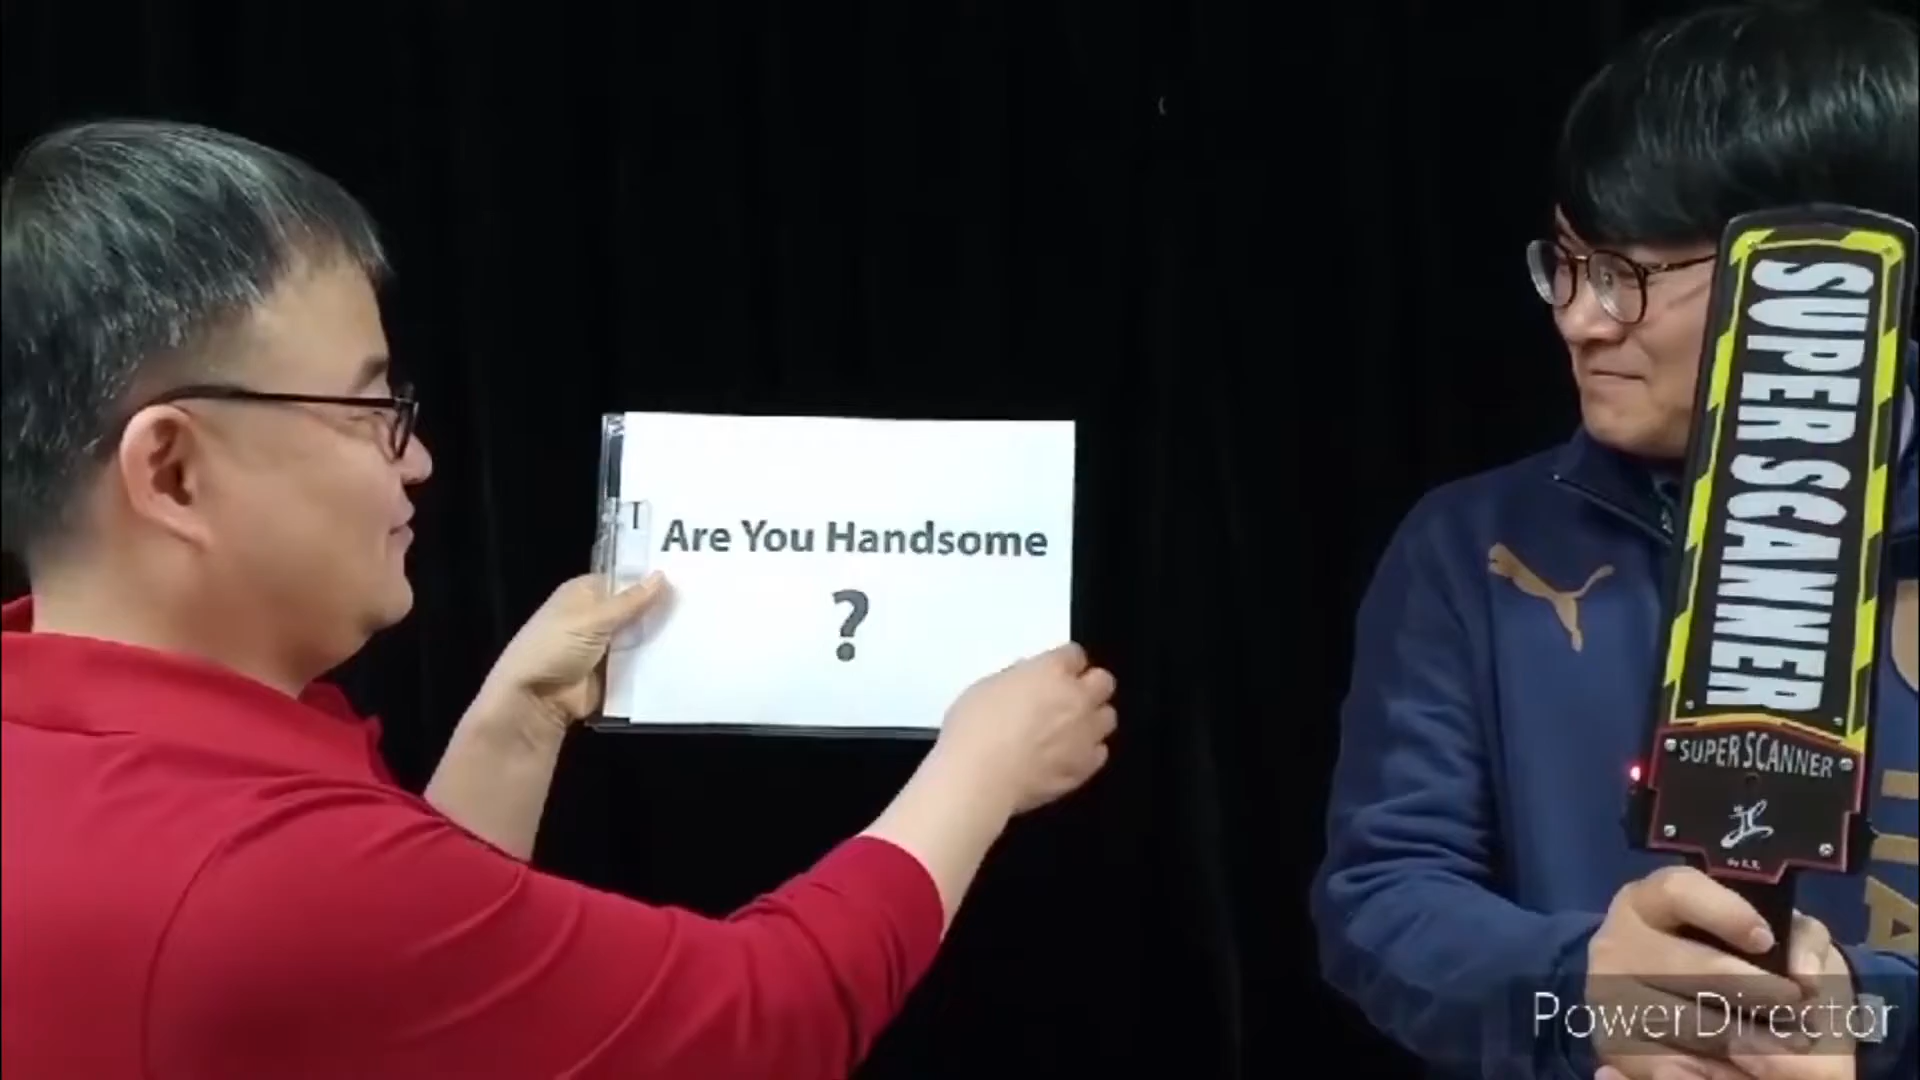 Are You Handsome
?
SUPER SCANNER
SUPER SCANNER
PowerDirector